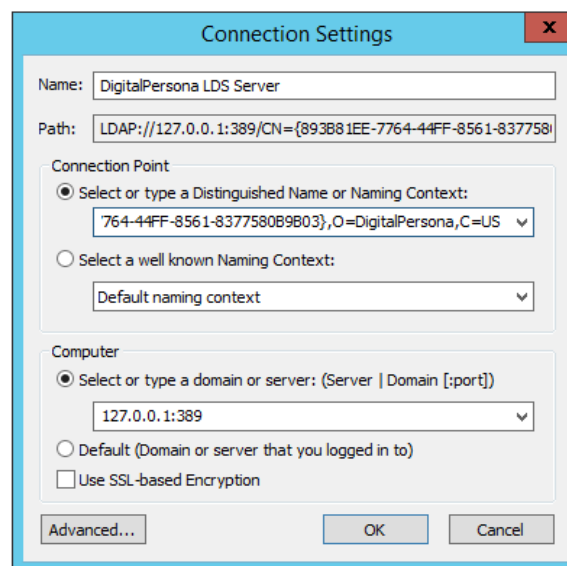 Connection Settings
x
Name: DigitalPersona LDS Server
Path: LDAP://127.0.0.1:389/CN={893B81EE-7764-44FF-8561-8377580
Connection Point
Select or type a Distinguished Name or Naming Context:
'764-44FF-8561-8377580B9B03},O=DigitalPersona,C=US
Select a well known Naming Context:
Default naming context
Computer
Select or type a domain or server: (Server | Domain [:port])
127.0.0.1:389
Default (Domain or server that you logged in to)
Use SSL-based Encryption
Advanced... OK Cancel